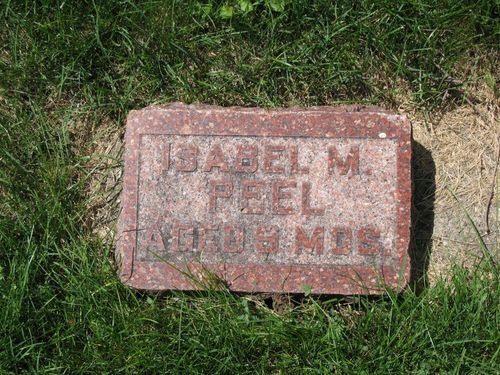 ISABEL M.
PEEL
AGED 9 MOS.